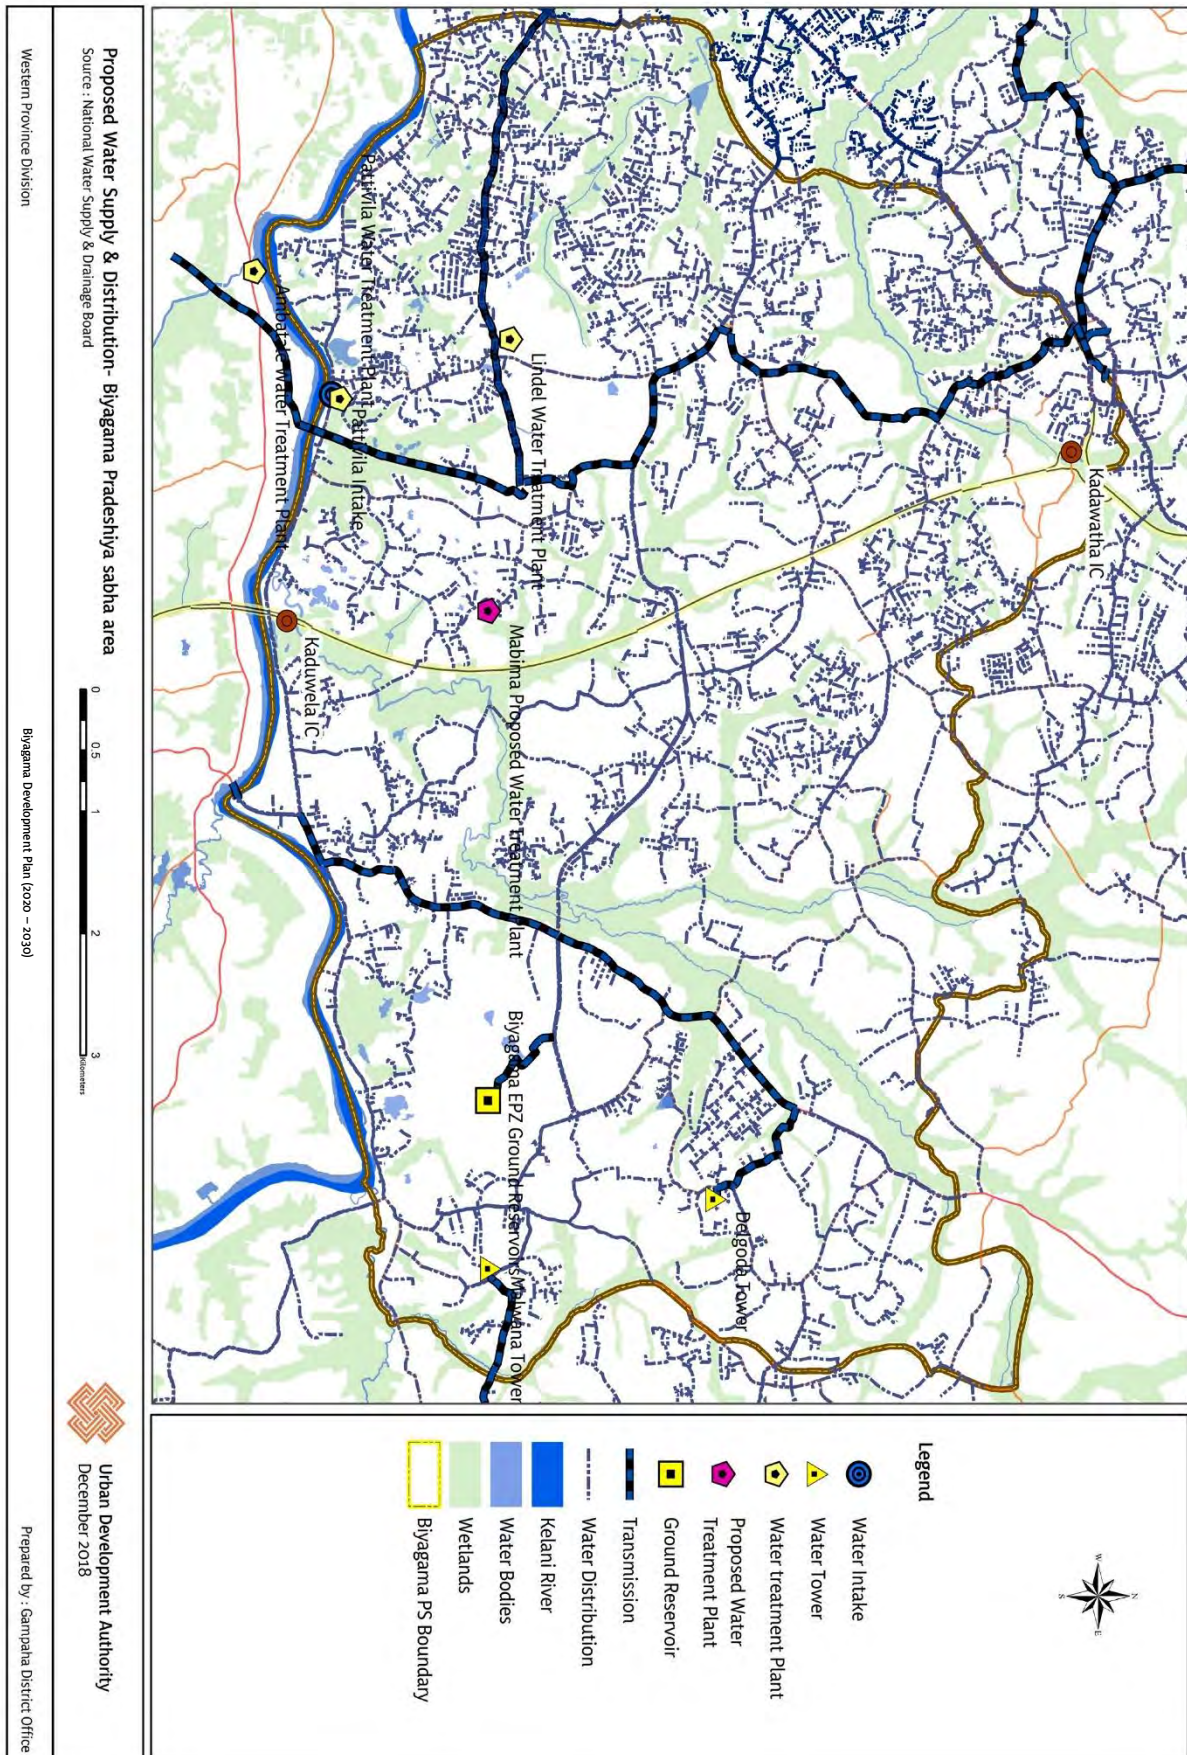 Kadawatha IC
Delgoda Tower
Lindel Water Treatment Plant
Mabima Proposed Water Treatment Plant
Biyagama EPZ Ground Reservoirs
Malwana Tower
Pattivila Water Treatment Plant
Pattivila Intake
Kaduwela IC
Ambatale Water Treatment Plant
N
W
E
S
Legend
Water Intake
Water Tower
Water treatment Plant
Proposed Water
Treatment Plant
Ground Reservoir
Transmission
Water Distribution
Kelani River
Water Bodies
Wetlands
Biyagama PS Boundary
Proposed Water Supply & Distribution- Biyagama Pradeshiya sabha area
Source : National Water Supply & Drainage Board
0 0.5 1 2 3
Kilometers
Urban Development Authority
December 2018
Western Province Division
Biyagama Development Plan (2020 – 2030)
Prepared by : Gampaha District Office